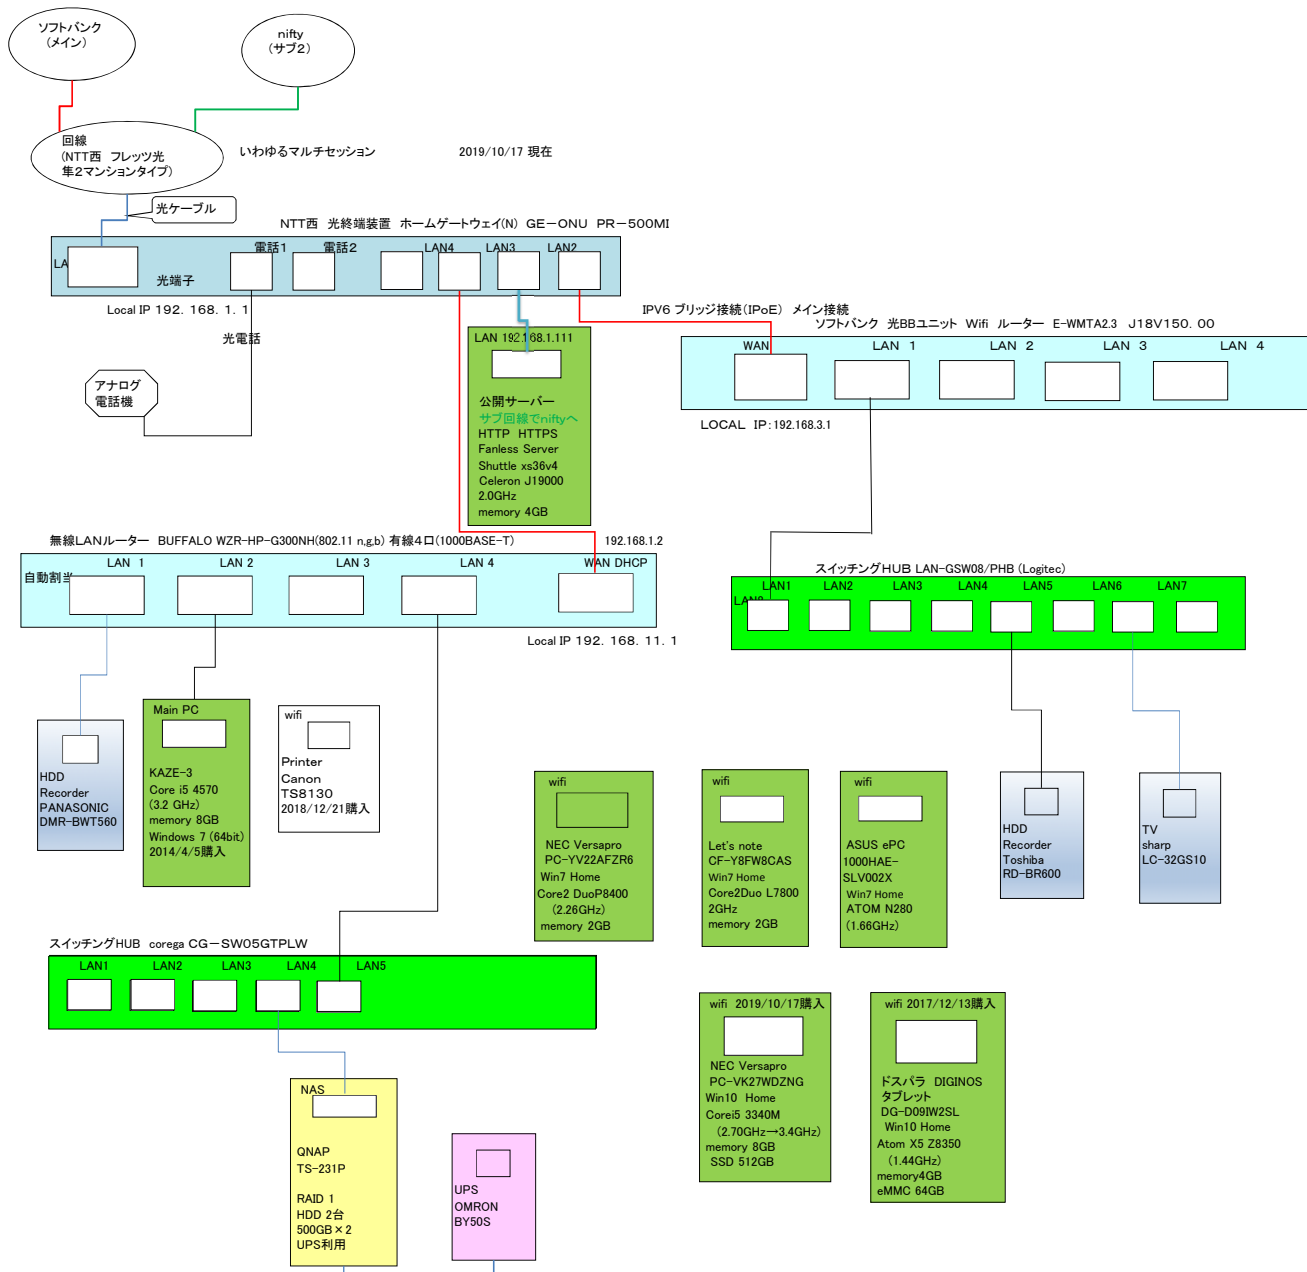 ソフトバンク
(メイン)
nifty
(サブ2)
回線
(NTT西 フレッツ光
隼2マンションタイプ)
いわゆるマルチセッション
2019/10/17 現在
光ケーブル
NTT西 光終端装置 ホームゲートウェイ(N) GE-ONU PR-500MI
LA
光端子
電話1
電話2
LAN4
LAN3
LAN2
Local IP 192. 168. 1. 1
光電話
アナログ
電話機
IPV6 ブリッジ接続(IPoE) メイン接続
ソフトバンク 光BBユニット Wifi ルーター E-WMTA2.3 J18V150. 00
WAN
LAN 1
LAN 2
LAN 3
LAN 4
LOCAL IP:192.168.3.1
LAN 192.168.1.111
公開サーバー
サブ回線でniftyへ
HTTP HTTPS
Fanless Server
Shuttle xs36v4
Celeron J19000
2.0GHz
memory 4GB
無線LANルーター BUFFALO WZR-HP-G300NH(802.11 n,g,b) 有線4口(1000BASE-T)
192.168.1.2
自動割当
LAN 1
LAN 2
LAN 3
LAN 4
WAN DHCP
Local IP 192. 168. 11. 1
スイッチングHUB LAN-GSW08/PHB (Logitec)
LAN1
LAN2
LAN3
LAN4
LAN5
LAN6
LAN7
LAN8
HDD
Recorder
PANASONIC
DMR-BWT560
Main PC
KAZE-3
Core i5 4570
(3.2 GHz)
memory 8GB
Windows 7 (64bit)
2014/4/5購入
wifi
Printer
Canon
TS8130
2018/12/21購入
wifi
NEC Versapro
PC-YV22AFZR6
Win7 Home
Core2 DuoP8400
(2.26GHz)
memory 2GB
wifi
Let's note
CF-Y8FW8CAS
Win7 Home
Core2Duo L7800
2GHz
memory 2GB
wifi
ASUS ePC
1000HAE-
SLV002X
Win7 Home
ATOM N280
(1.66GHz)
HDD
Recorder
Toshiba
RD-BR600
TV
sharp
LC-32GS10
スイッチングHUB corega CG-SW05GTPLW
LAN1
LAN2
LAN3
LAN4
LAN5
wifi 2019/10/17購入
NEC Versapro
PC-VK27WDZNG
Win10 Home
Corei5 3340M
(2.70GHz→3.4GHz)
memory 8GB
SSD 512GB
wifi 2017/12/13購入
ドスパラ DIGINOS
タブレット
DG-D09IW2SL
Win10 Home
Atom X5 Z8350
(1.44GHz)
memory4GB
eMMC 64GB
NAS
QNAP
TS-231P
RAID 1
HDD 2台
500GB×2
UPS利用
UPS
OMRON
BY50S